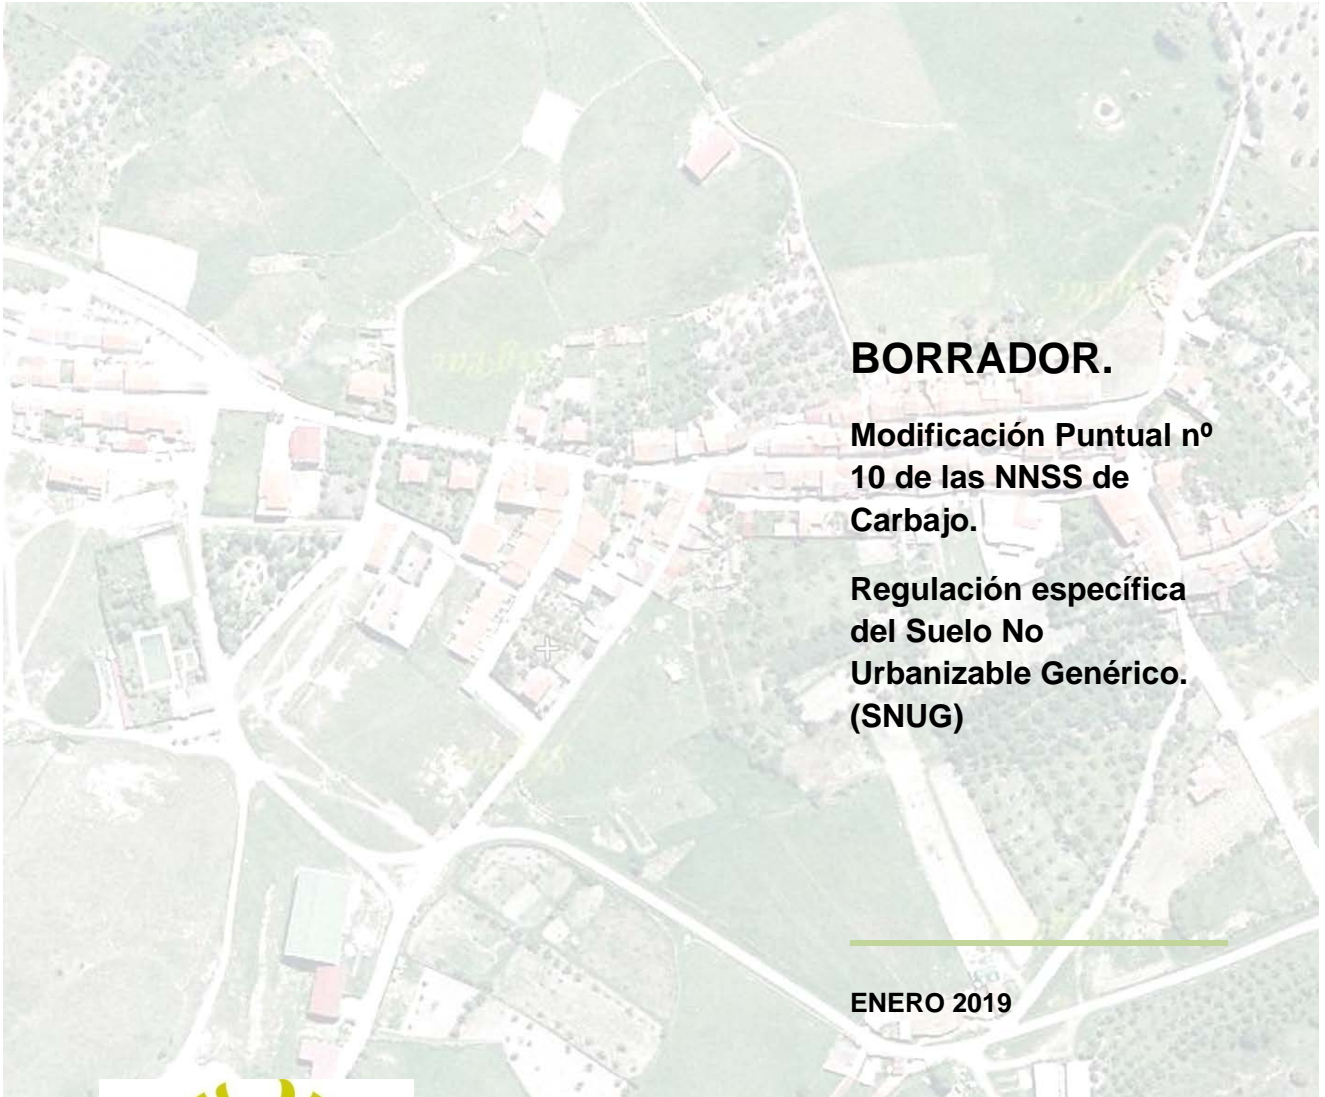 BORRADOR.
Modificación Puntual nº
10 de las NNSS de
Carbajo.
Regulación específica
del Suelo No
Urbanizable Genérico.
(SNUG)
ENERO 2019